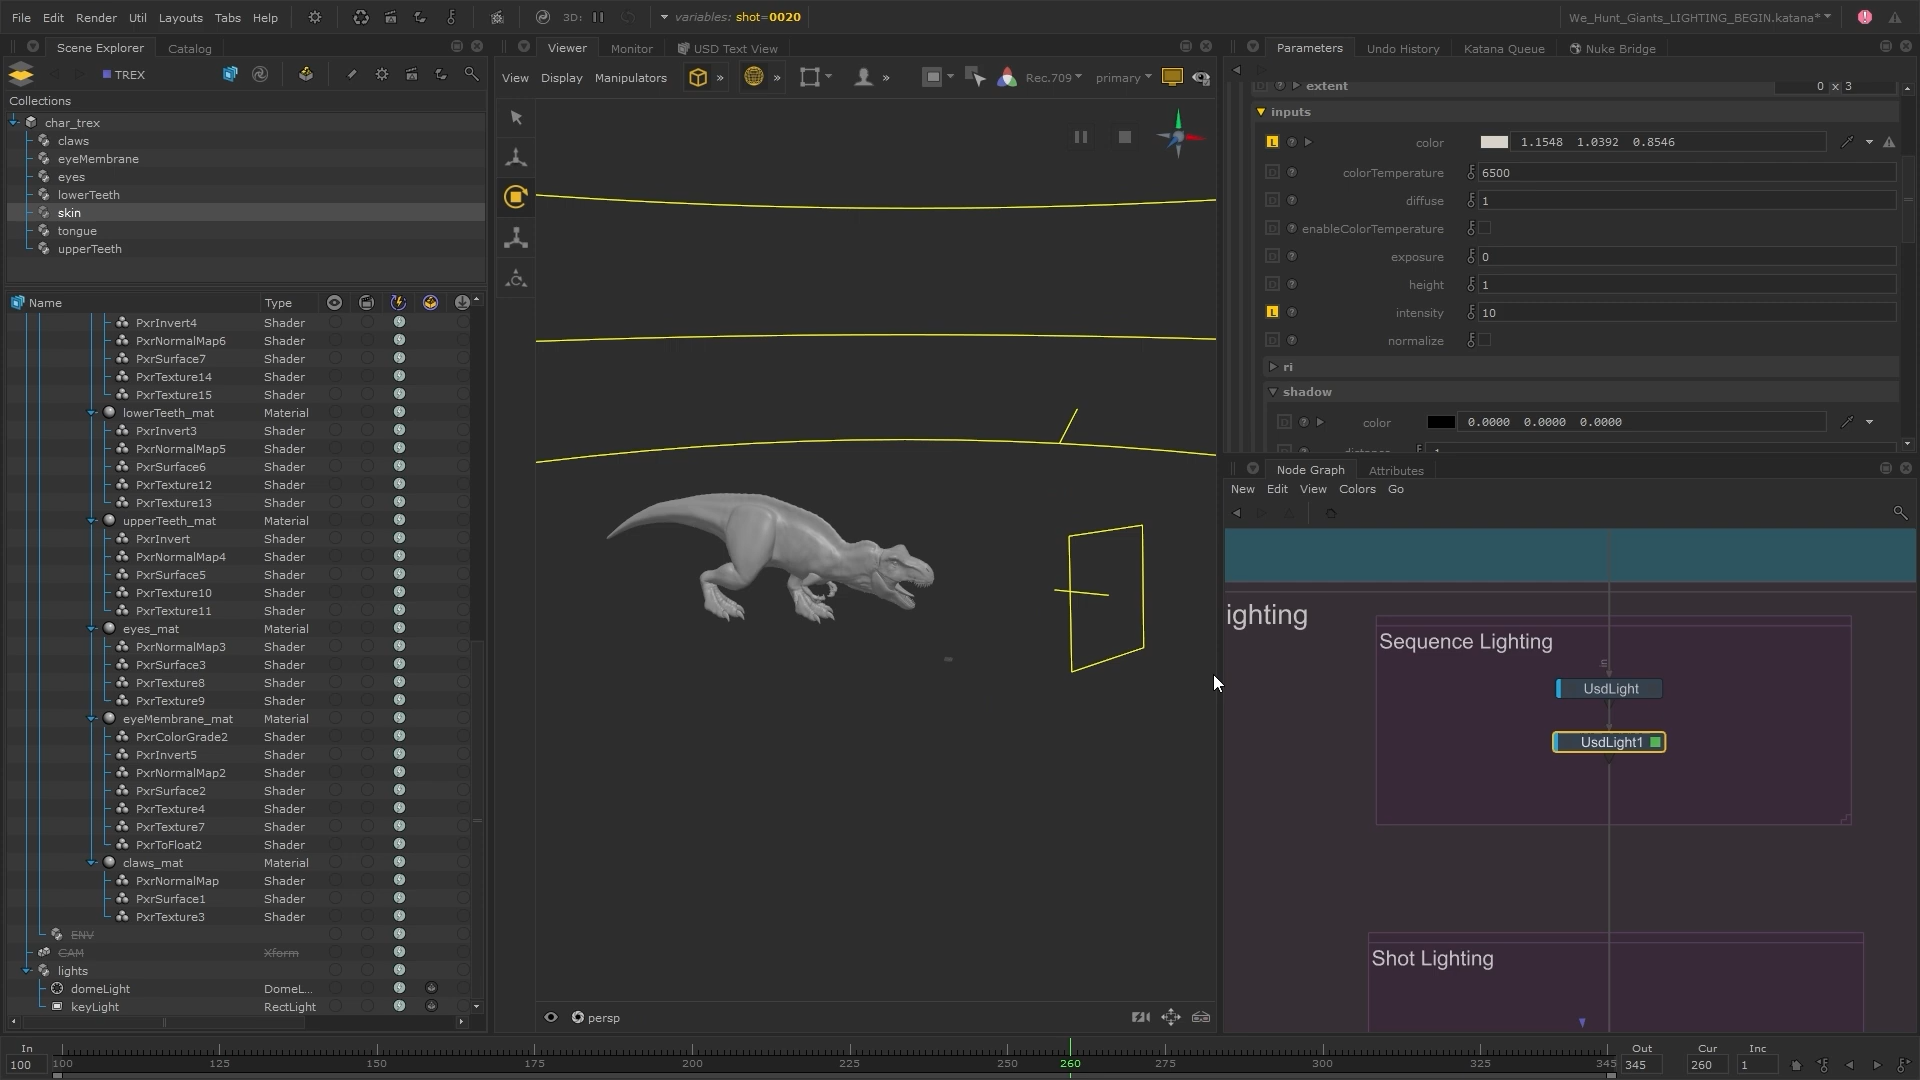 File Edit Render Util Layouts Tabs Help 3D: variables: shot=0020 We_Hunt_Giants_LIGHTING_BEGIN.katana*
Scene Explorer Catalog
TREX
Collections
char_trex
claws
eyeMembrane
eyes
lowerTeeth
skin
tongue
upperTeeth
Name Type
PxrInvert4 Shader
PxrNormalMap6 Shader
PxrSurface7 Shader
PxrTexture14 Shader
PxrTexture15 Shader
lowerTeeth_mat Material
PxrInvert3 Shader
PxrNormalMap5 Shader
PxrSurface6 Shader
PxrTexture12 Shader
PxrTexture13 Shader
upperTeeth_mat Material
PxrInvert Shader
PxrNormalMap4 Shader
PxrSurface5 Shader
PxrTexture10 Shader
PxrTexture11 Shader
eyes_mat Material
PxrNormalMap3 Shader
PxrSurface3 Shader
PxrTexture8 Shader
PxrTexture9 Shader
eyeMembrane_mat Material
PxrColorGrade2 Shader
PxrInvert5 Shader
PxrNormalMap2 Shader
PxrSurface2 Shader
PxrTexture4 Shader
PxrTexture7 Shader
PxrToFloat2 Shader
claws_mat Material
PxrNormalMap Shader
PxrSurface1 Shader
PxrTexture3 Shader
ENV
CAM Xform
lights
domeLight DomeL...
keyLight RectLight
Viewer Monitor USD Text View
View Display Manipulators » » » Rec.709 primary
persp
Parameters Undo History Katana Queue Nuke Bridge
extent 0 x 3
inputs
L color 1.1548 1.0392 0.8546
colorTemperature 6500
diffuse 1
enableColorTemperature
exposure 0
height 1
L intensity 10
normalize
ri
shadow
color 0.0000 0.0000 0.0000
Node Graph Attributes
New Edit View Colors Go
ighting
Sequence Lighting
in
UsdLight
UsdLight1
Shot Lighting
In Out Cur Inc
100 100 125 150 175 200 225 250 260 275 300 325 345 345 260 1